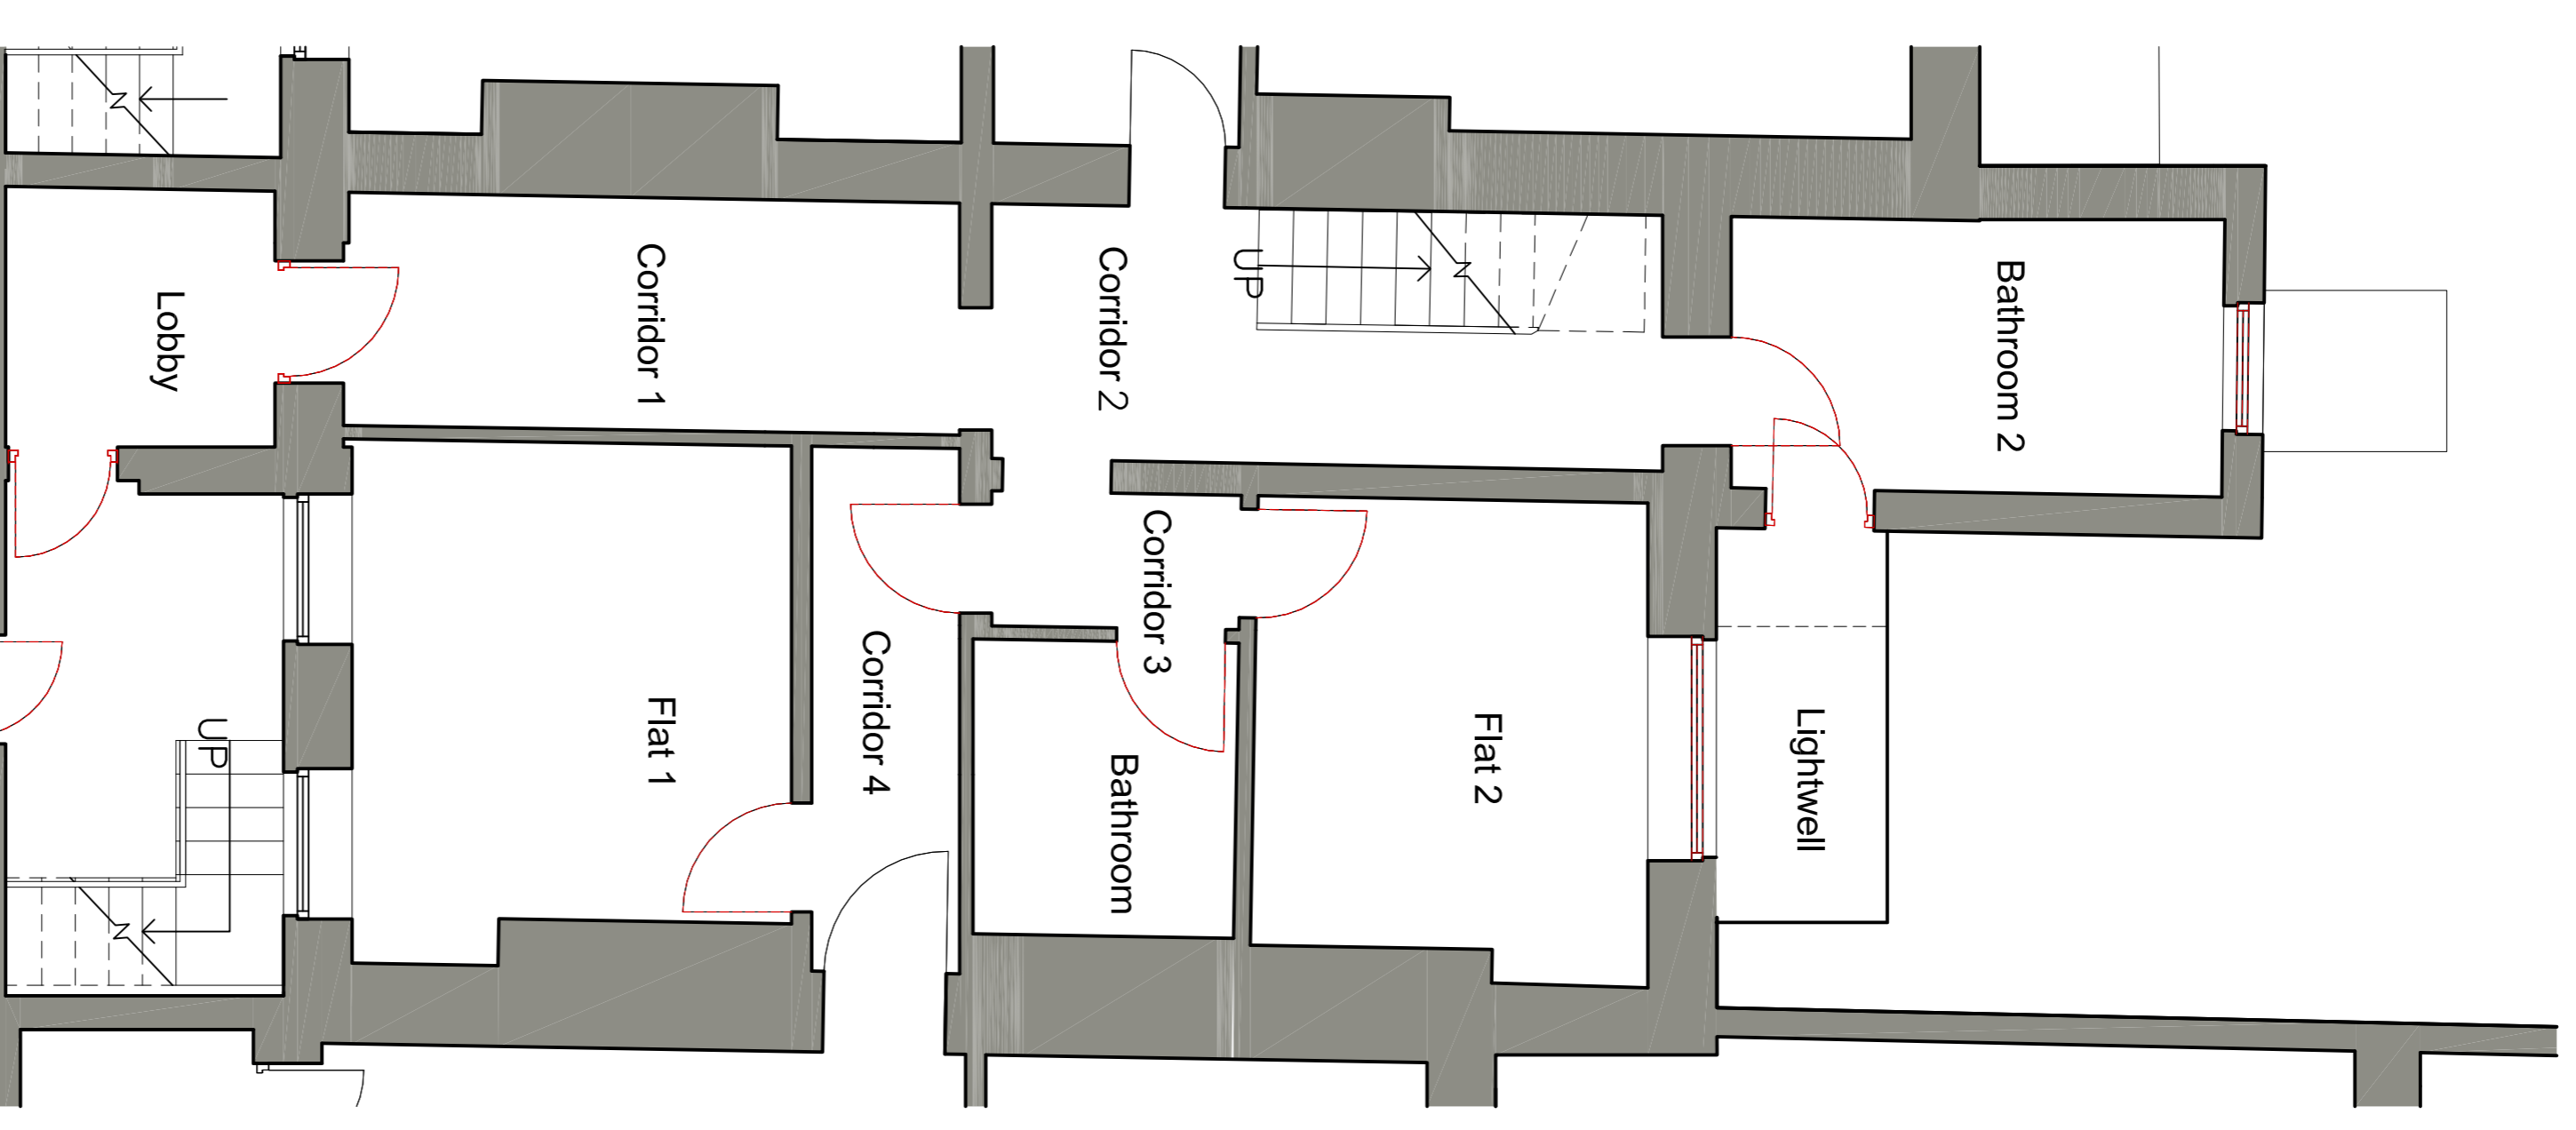 Lobby
Corridor 1
Corridor 2
UP
Bathroom 2
Corridor 3
Corridor 4
Flat 1
UP
Bathroom
Flat 2
Lightwell